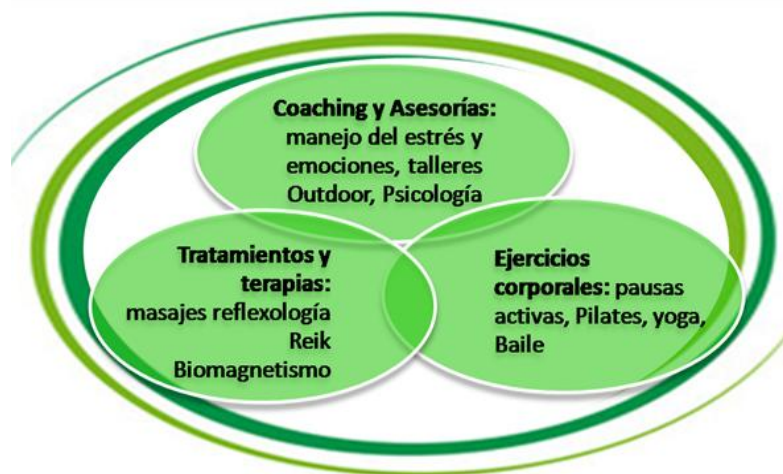 Coaching y Asesorías:
manejo del estrés y
emociones, talleres
Outdoor, Psicología
Tratamientos y
terapias:
masajes reflexología
Reik
Biomagnetismo
Ejercicios
corporales: pausas
activas, Pilates, yoga,
Baile